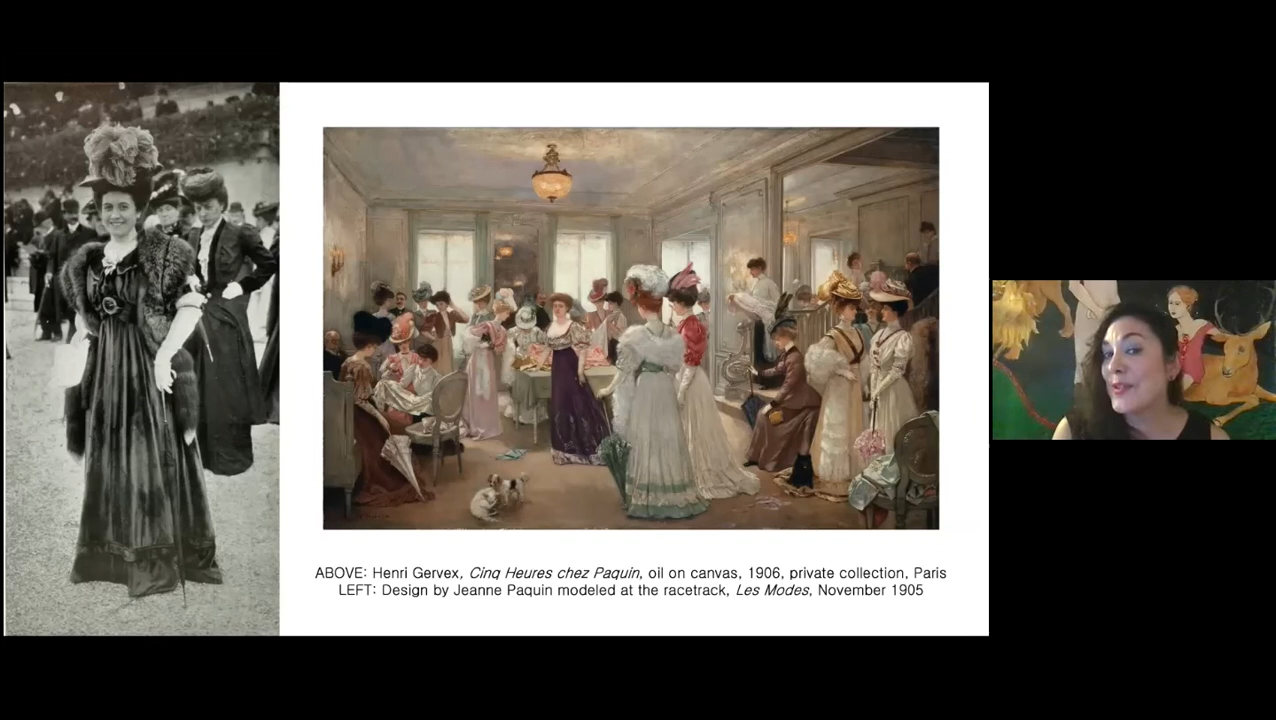 ABOVE: Henri Gervex, Cinq Heures chez Paquin, oil on canvas, 1906, private collection, Paris
LEFT: Design by Jeanne Paquin modeled at the racetrack, Les Modes, November 1905